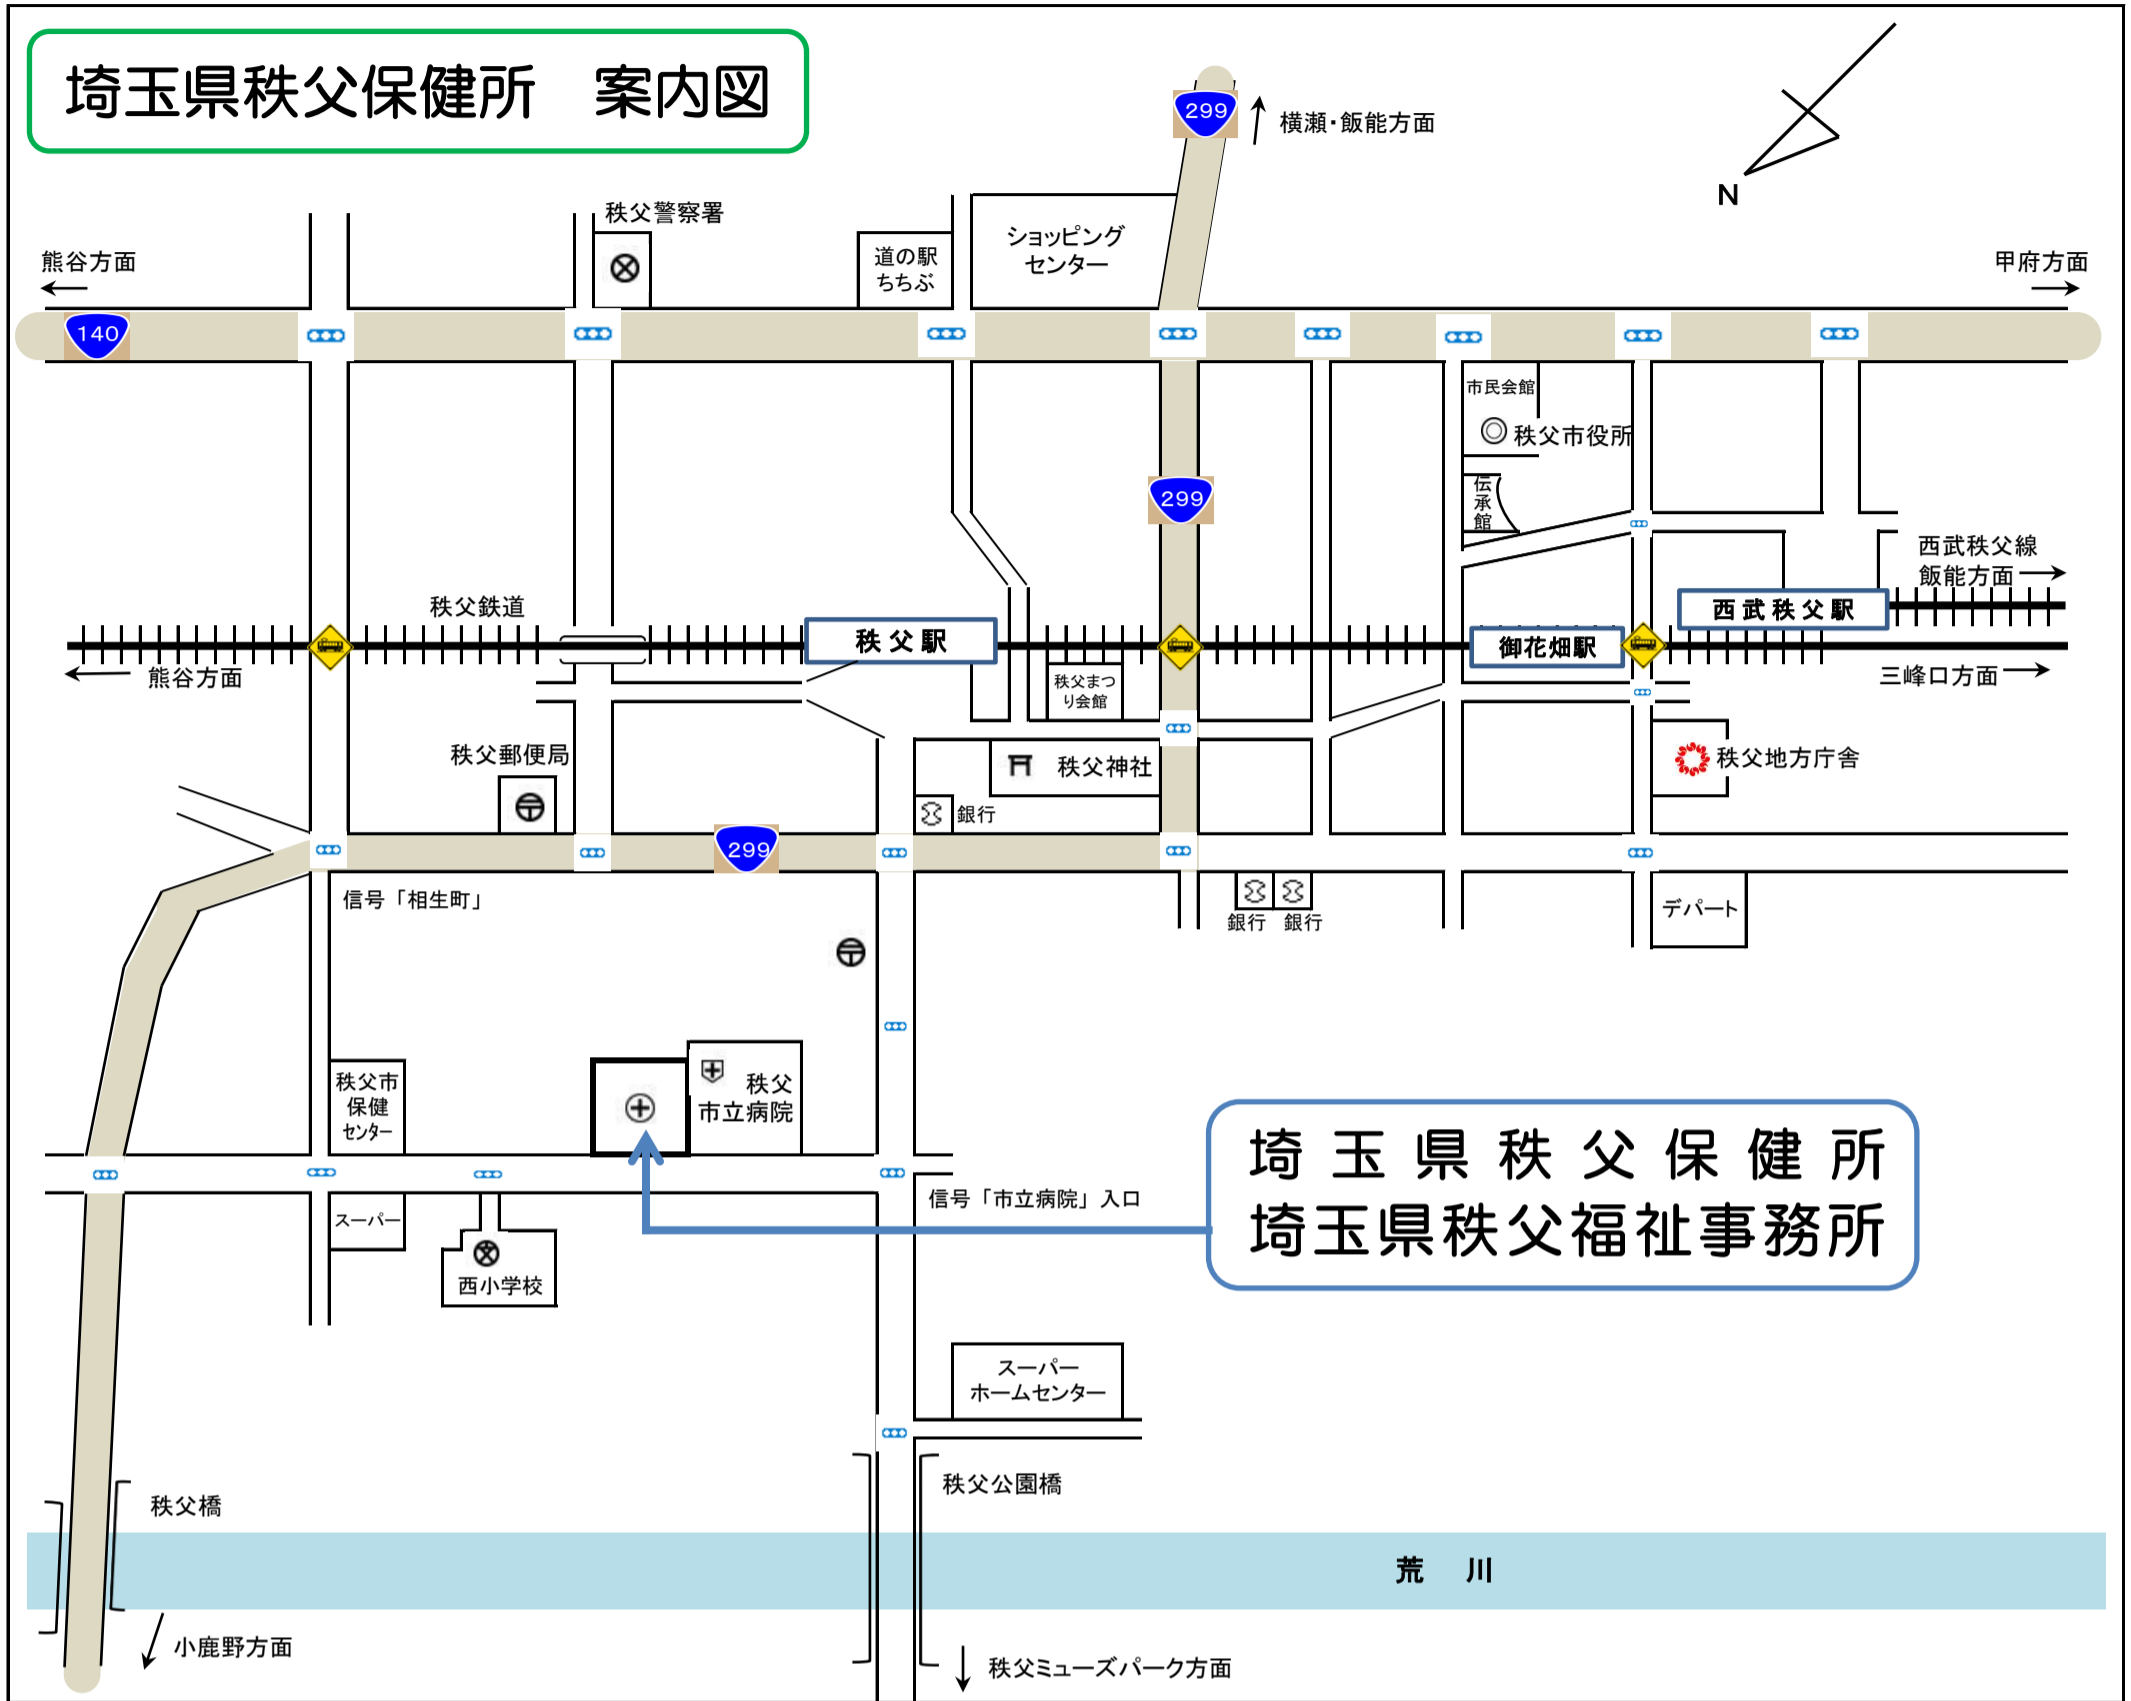 埼玉県秩父保健所　案内図
299
横瀬・飯能方面
N
秩父警察署
熊谷方面
道の駅
ちちぶ
ショッピング
センター
甲府方面
140
市民会館
秩父市役所
299
伝承館
西武秩父線
飯能方面
秩父鉄道
秩父駅
御花畑駅
西武秩父駅
熊谷方面
秩父まつ
り会館
三峰口方面
秩父郵便局
秩父神社
秩父地方庁舎
銀行
299
信号「相生町」
銀行
銀行
デパート
秩父市
保健
センター
秩父
市立病院
埼玉県秩父保健所
埼玉県秩父福祉事務所
信号「市立病院」入口
スーパー
西小学校
スーパー
ホームセンター
秩父橋
秩父公園橋
荒川
小鹿野方面
秩父ミューズパーク方面